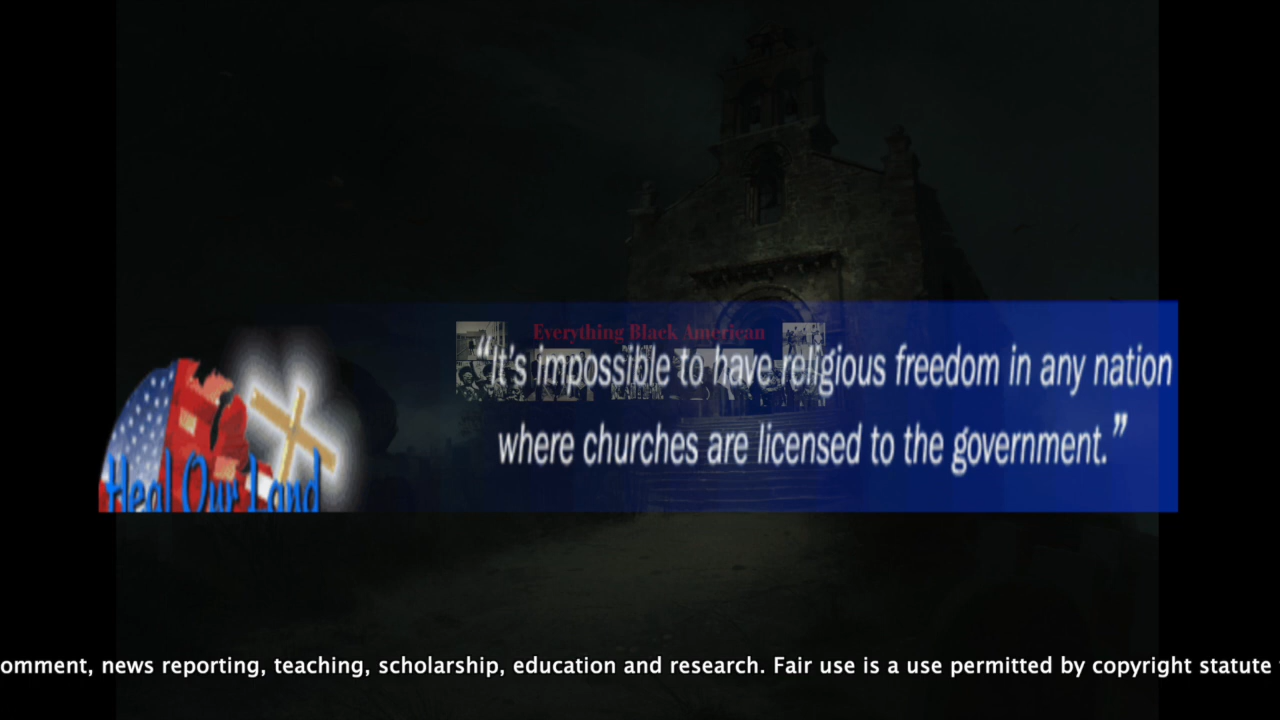 Everything Black American
“It's impossible to have religious freedom in any nation
where churches are licensed to the government.”
Heal Our Land
omment, news reporting, teaching, scholarship, education and research. Fair use is a use permitted by copyright statute